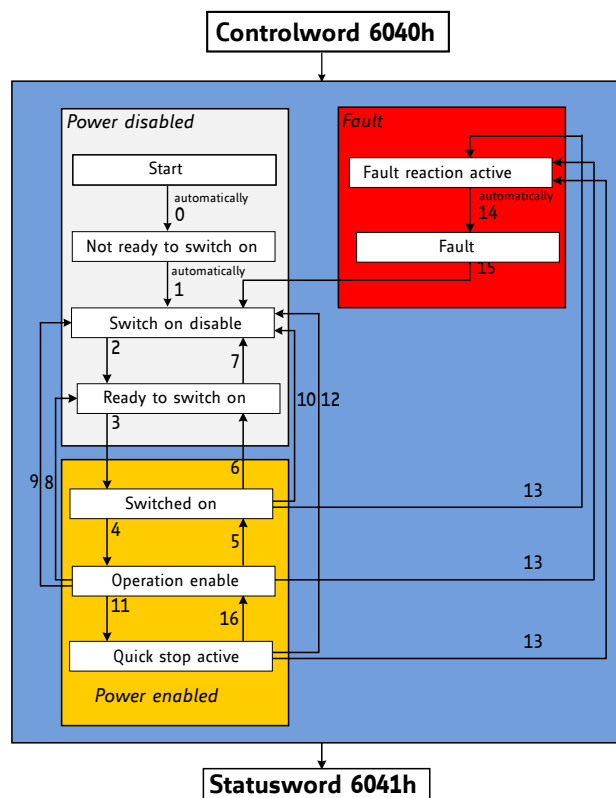 Controlword 6040h
Power disabled
Fault
Start
Fault reaction active
automatically
0
automatically
14
Not ready to switch on
Fault
automatically
1
15
Switch on disable
2
7
10
12
Ready to switch on
3
9
8
6
13
Switched on
4
5
13
Operation enable
11
16
13
Quick stop active
Power enabled
Statusword 6041h